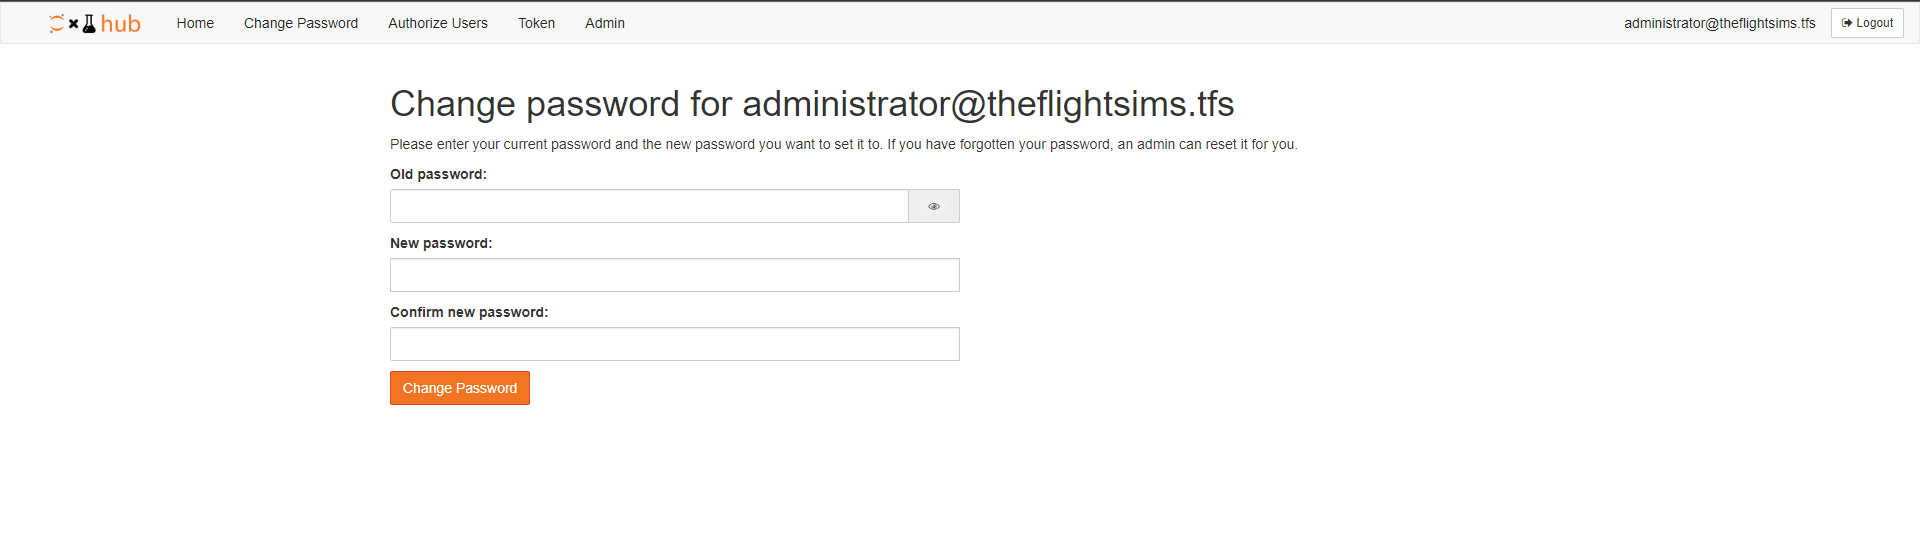 hub Home Change Password Authorize Users Token Admin administrator@theflightsims.tfs Logout
Change password for administrator@theflightsims.tfs
Please enter your current password and the new password you want to set it to. If you have forgotten your password, an admin can reset it for you.
Old password:
New password:
Confirm new password:
Change Password